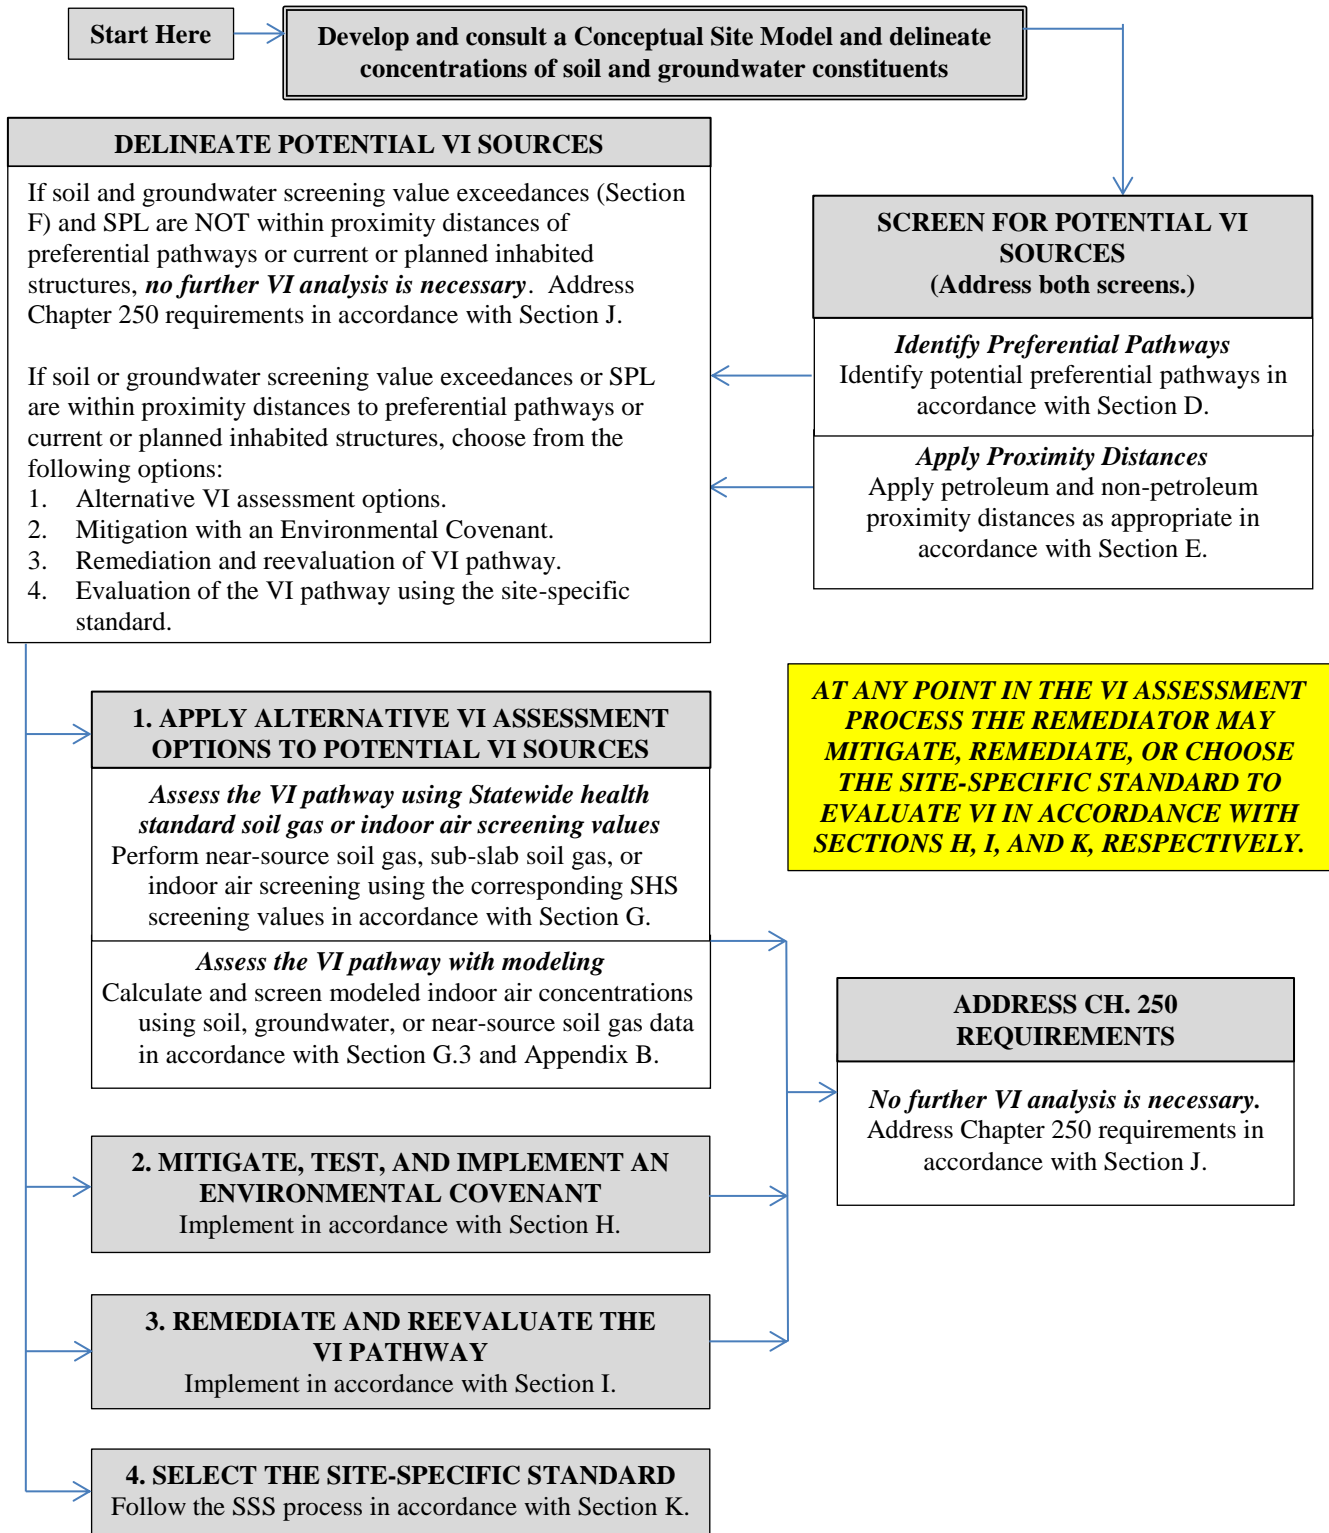 Start Here
Develop and consult a Conceptual Site Model and delineate
concentrations of soil and groundwater constituents
SCREEN FOR POTENTIAL VI
SOURCES
(Address both screens.)
Identify Preferential Pathways
Identify potential preferential pathways in
accordance with Section D.
Apply Proximity Distances
Apply petroleum and non-petroleum
proximity distances as appropriate in
accordance with Section E.
DELINEATE POTENTIAL VI SOURCES
If soil and groundwater screening value exceedances (Section
F) and SPL are NOT within proximity distances of
preferential pathways or current or planned inhabited
structures, no further VI analysis is necessary.  Address
Chapter 250 requirements in accordance with Section J.
If soil or groundwater screening value exceedances or SPL
are within proximity distances to preferential pathways or
current or planned inhabited structures, choose from the
following options:
1. Alternative VI assessment options.
2. Mitigation with an Environmental Covenant.
3. Remediation and reevaluation of VI pathway.
4. Evaluation of the VI pathway using the site-specific
standard.
AT ANY POINT IN THE VI ASSESSMENT
PROCESS THE REMEDIATOR MAY
MITIGATE, REMEDIATE, OR CHOOSE
THE SITE-SPECIFIC STANDARD TO
EVALUATE VI IN ACCORDANCE WITH
SECTIONS H, I, AND K, RESPECTIVELY.
1. APPLY ALTERNATIVE VI ASSESSMENT
OPTIONS TO POTENTIAL VI SOURCES
Assess the VI pathway using Statewide health
standard soil gas or indoor air screening values
Perform near-source soil gas, sub-slab soil gas, or
indoor air screening using the corresponding SHS
screening values in accordance with Section G.
Assess the VI pathway with modeling
Calculate and screen modeled indoor air concentrations
using soil, groundwater, or near-source soil gas data
in accordance with Section G.3 and Appendix B.
2. MITIGATE, TEST, AND IMPLEMENT AN
ENVIRONMENTAL COVENANT
Implement in accordance with Section H.
3. REMEDIATE AND REEVALUATE THE
VI PATHWAY
Implement in accordance with Section I.
4. SELECT THE SITE-SPECIFIC STANDARD
Follow the SSS process in accordance with Section K.
ADDRESS CH. 250
REQUIREMENTS
No further VI analysis is necessary.
Address Chapter 250 requirements in
accordance with Section J.